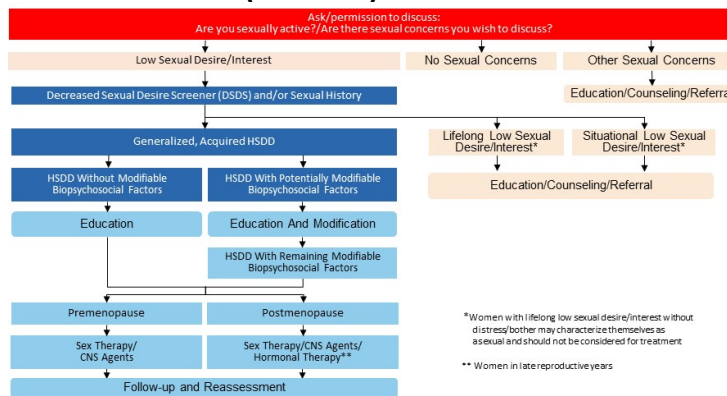 Ask/permission to discuss:
Are you sexually active?/Are there sexual concerns you wish to discuss?
Low Sexual Desire/Interest
No Sexual Concerns
Other Sexual Concerns
Decreased Sexual Desire Screener (DSDS) and/or Sexual History
Education/Counseling/Referral
Generalized, Acquired HSDD
Lifelong Low Sexual
Desire/Interest*
Situational Low Sexual
Desire/Interest*
HSDD Without Modifiable
Biopsychosocial Factors
HSDD With Potentially Modifiable
Biopsychosocial Factors
Education/Counseling/Referral
Education
Education And Modification
HSDD With Remaining Modifiable
Biopsychosocial Factors
Premenopause
Postmenopause
Sex Therapy/
CNS Agents
Sex Therapy/CNS Agents/
Hormonal Therapy**
Follow-up and Reassessment
*Women with lifelong low sexual desire/interest without
distress/bother may characterize themselves as
asexual and should not be considered for treatment
** Women in late reproductive years